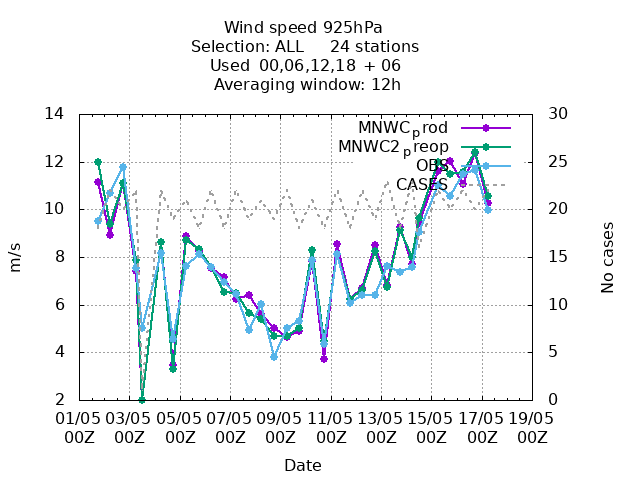 Wind speed 925hPa
Selection: ALL 24 stations
Used 00,06,12,18 + 06
Averaging window: 12h
14 30
MNWCprod
MNWC2preop
12 25
OBS
CASES
10 20
m/s
No cases
8 15
6 10
4 5
2 0
01/05 03/05 05/05 07/05 09/05 11/05 13/05 15/05 17/05 19/05
00Z 00Z 00Z 00Z 00Z 00Z 00Z 00Z 00Z 00Z
Date